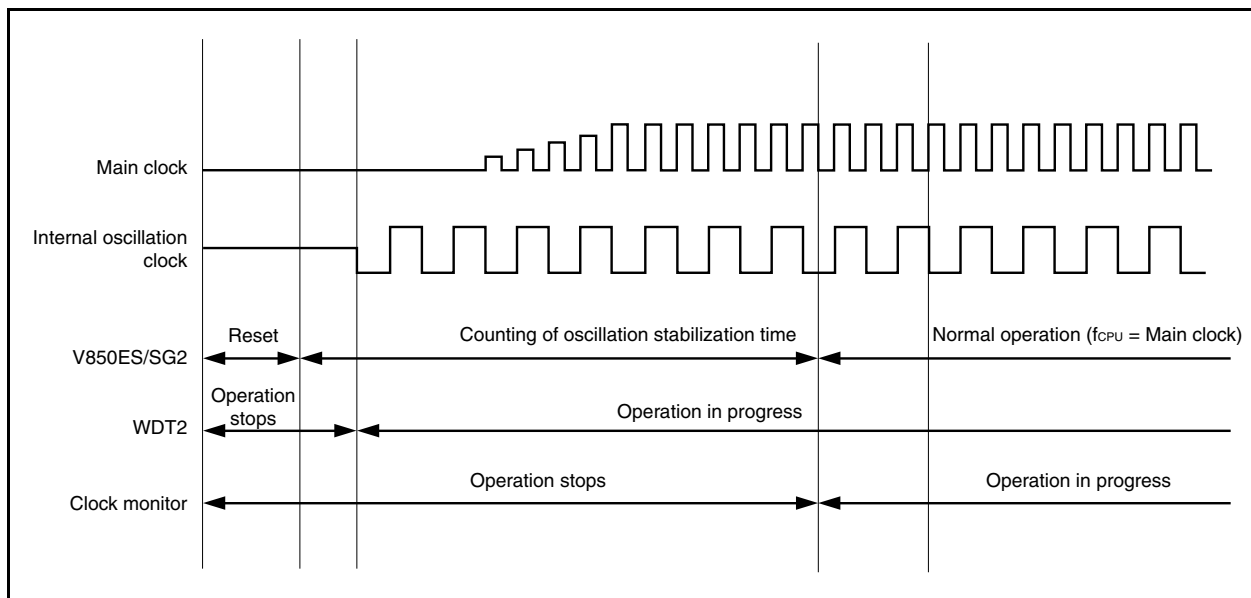 Main clock
Internal oscillation
clock
Reset
Counting of oscillation stabilization time
Normal operation (fCPU = Main clock)
V850ES/SG2
Operation
stops
Operation in progress
WDT2
Operation stops
Operation in progress
Clock monitor